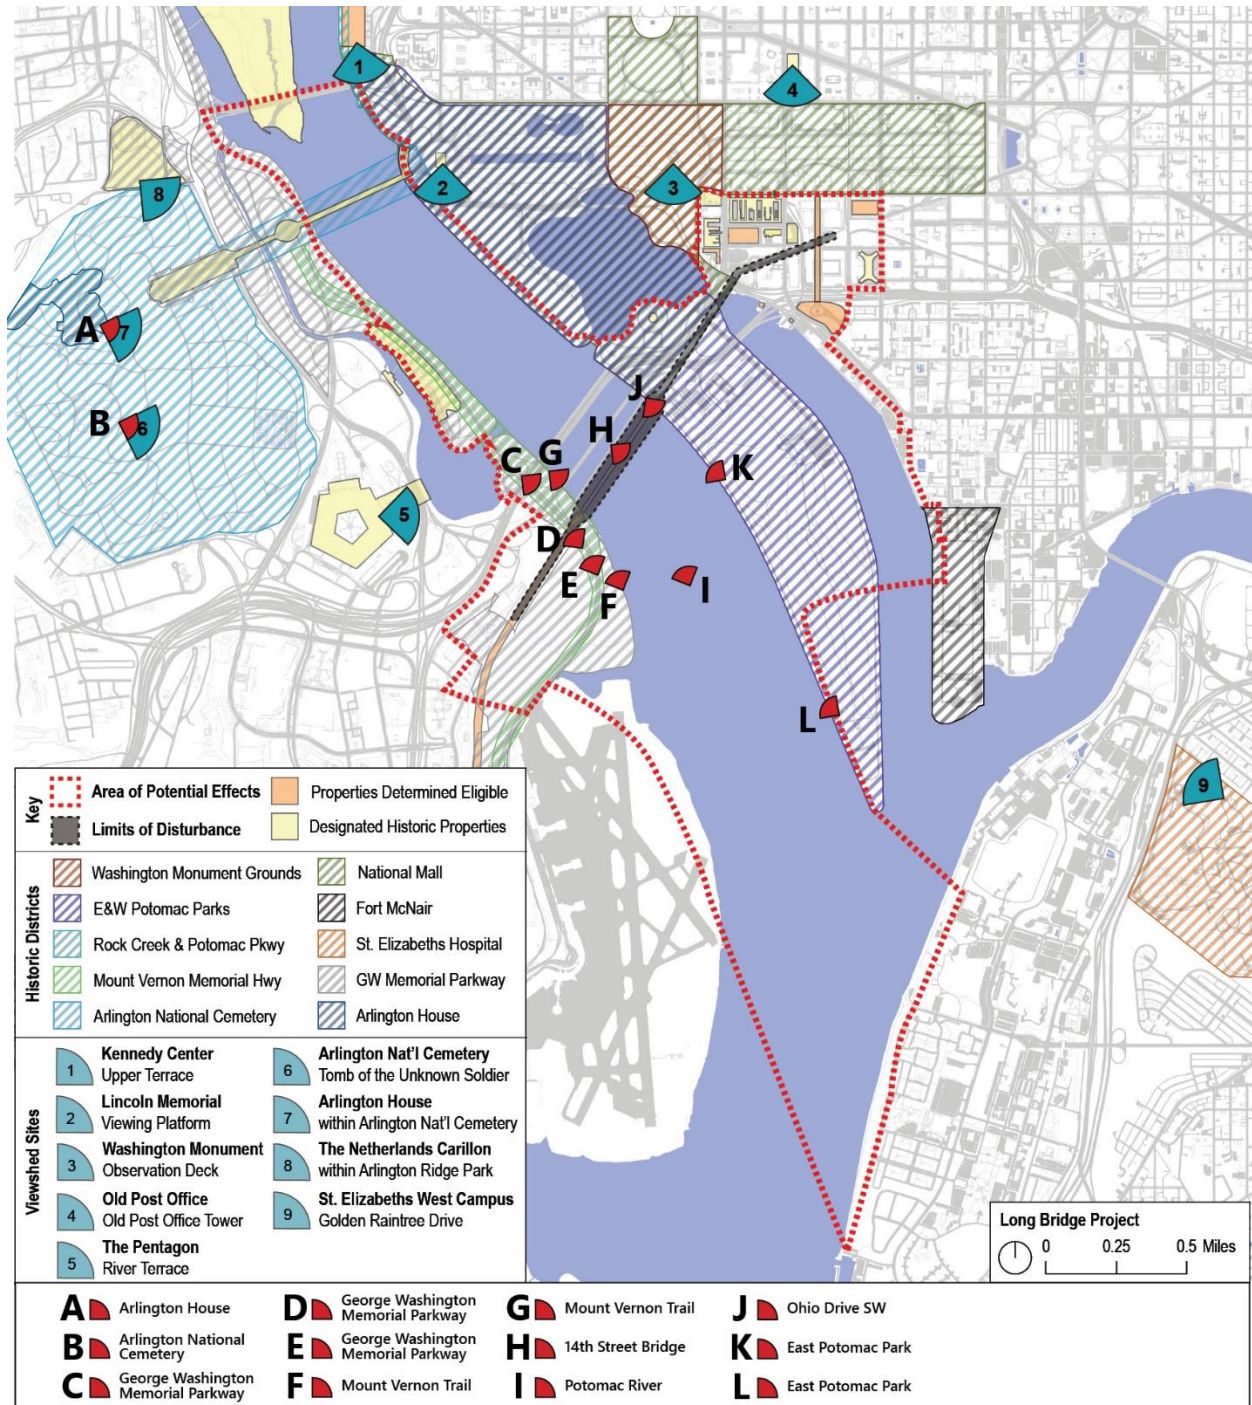 1
4
2
3
8
A
7
B
6
5
J
H
C
G
K
D
E
F
I
L
9
Key
Area of Potential Effects
Properties Determined Eligible
Limits of Disturbance
Designated Historic Properties
Historic Districts
Washington Monument Grounds
National Mall
E&W Potomac Parks
Fort McNair
Rock Creek & Potomac Pkwy
St. Elizabeths Hospital
Mount Vernon Memorial Hwy
GW Memorial Parkway
Arlington National Cemetery
Arlington House
Viewshed Sites
1 Kennedy Center
Upper Terrace
2 Lincoln Memorial
Viewing Platform
3 Washington Monument
Observation Deck
4 Old Post Office
Old Post Office Tower
5 The Pentagon
River Terrace
6 Arlington Nat'l Cemetery
Tomb of the Unknown Soldier
7 Arlington House
within Arlington Nat'l Cemetery
8 The Netherlands Carillon
within Arlington Ridge Park
9 St. Elizabeths West Campus
Golden Raintree Drive
Long Bridge Project
0 0.25 0.5 Miles
A Arlington House
B Arlington National
Cemetery
C George Washington
Memorial Parkway
D George Washington
Memorial Parkway
E George Washington
Memorial Parkway
F Mount Vernon Trail
G Mount Vernon Trail
H 14th Street Bridge
I Potomac River
J Ohio Drive SW
K East Potomac Park
L East Potomac Park